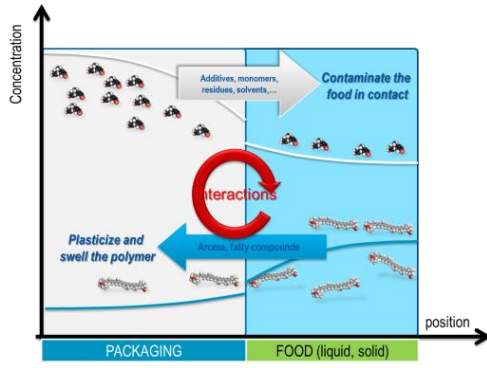 Concentration
Additives, monomers,
residues, solvents,...
Contaminate the
food in contact
interactions
Plasticize and
swell the polymer
Aroma, fatty compounds
position
PACKAGING
FOOD (liquid, solid)